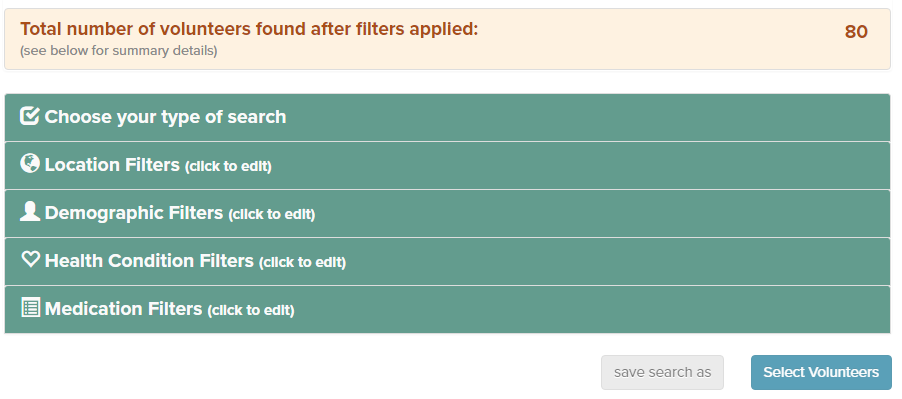 Total number of volunteers found after filters applied: 80
(see below for summary details)
Choose your type of search
Location Filters (click to edit)
Demographic Filters (click to edit)
Health Condition Filters (click to edit)
Medication Filters (click to edit)
save search as Select Volunteers